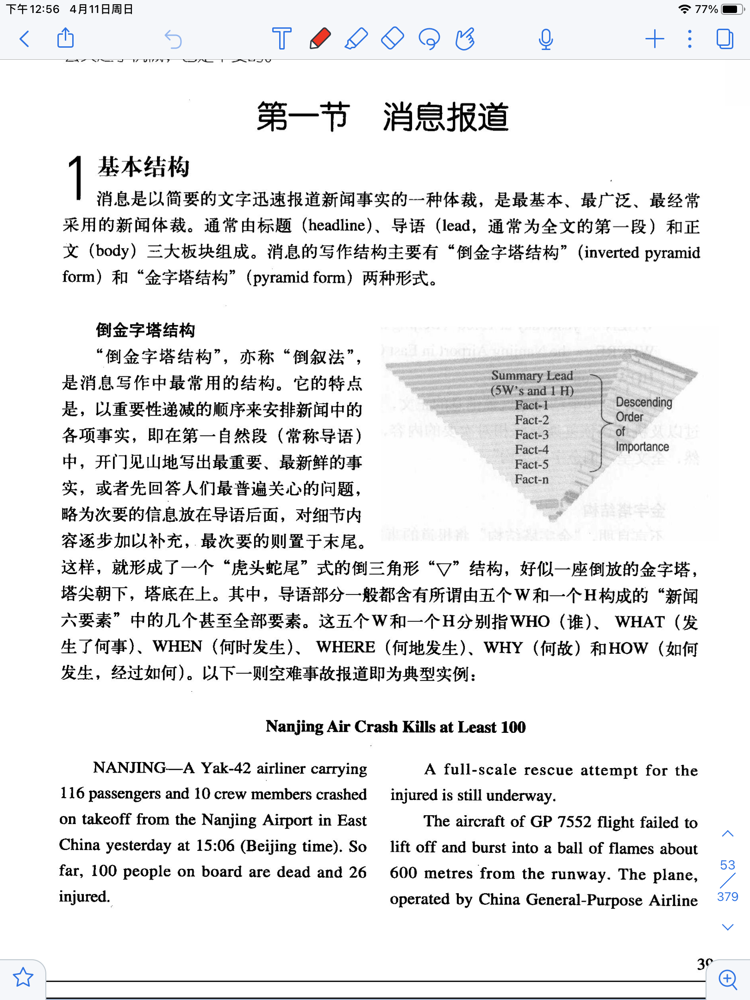 下午12:56 4月11日周日
77%
第一节 消息报道
1 基本结构
消息是以简要的文字迅速报道新闻事实的一种体裁，是最基本、最广泛、最经常
采用的新闻体裁。通常由标题（headline）、导语（lead，通常为全文的第一段）和正
文（body）三大板块组成。消息的写作结构主要有“倒金字塔结构”（inverted pyramid
form）和“金字塔结构”（pyramid form）两种形式。
倒金字塔结构
“倒金字塔结构”，亦称“倒叙法”，
是消息写作中最常用的结构。它的特点
是，以重要性递减的顺序来安排新闻中的
各项事实，即在第一自然段（常称导语）
中，开门见山地写出最重要、最新鲜的事
实，或者先回答人们最普遍关心的问题，
略为次要的信息放在导语后面，对细节内
容逐步加以补充，最次要的则置于末尾。
Summary Lead
(5W’s and 1 H)
Fact-1
Fact-2
Fact-3
Fact-4
Fact-5
Fact-n
Descending
Order
of
Importance
这样，就形成了一个“虎头蛇尾”式的倒三角形“▽”结构，好似一座倒放的金字塔，
塔尖朝下，塔底在上。其中，导语部分一般都含有所谓由五个W和一个H构成的“新闻
六要素”中的几个甚至全部要素。这五个W和一个H分别指WHO（谁）、WHAT（发
生了何事）、WHEN（何时发生）、WHERE（何地发生）、WHY（何故）和HOW（如何
发生，经过如何）。以下一则空难事故报道即为典型实例：
Nanjing Air Crash Kills at Least 100
NANJING—A Yak-42 airliner carrying
116 passengers and 10 crew members crashed
on takeoff from the Nanjing Airport in East
China yesterday at 15:06 (Beijing time). So
far, 100 people on board are dead and 26
injured.
A full-scale rescue attempt for the
injured is still underway.
The aircraft of GP 7552 flight failed to
lift off and burst into a ball of flames about
600 metres from the runway. The plane,
operated by China General-Purpose Airline
53
379